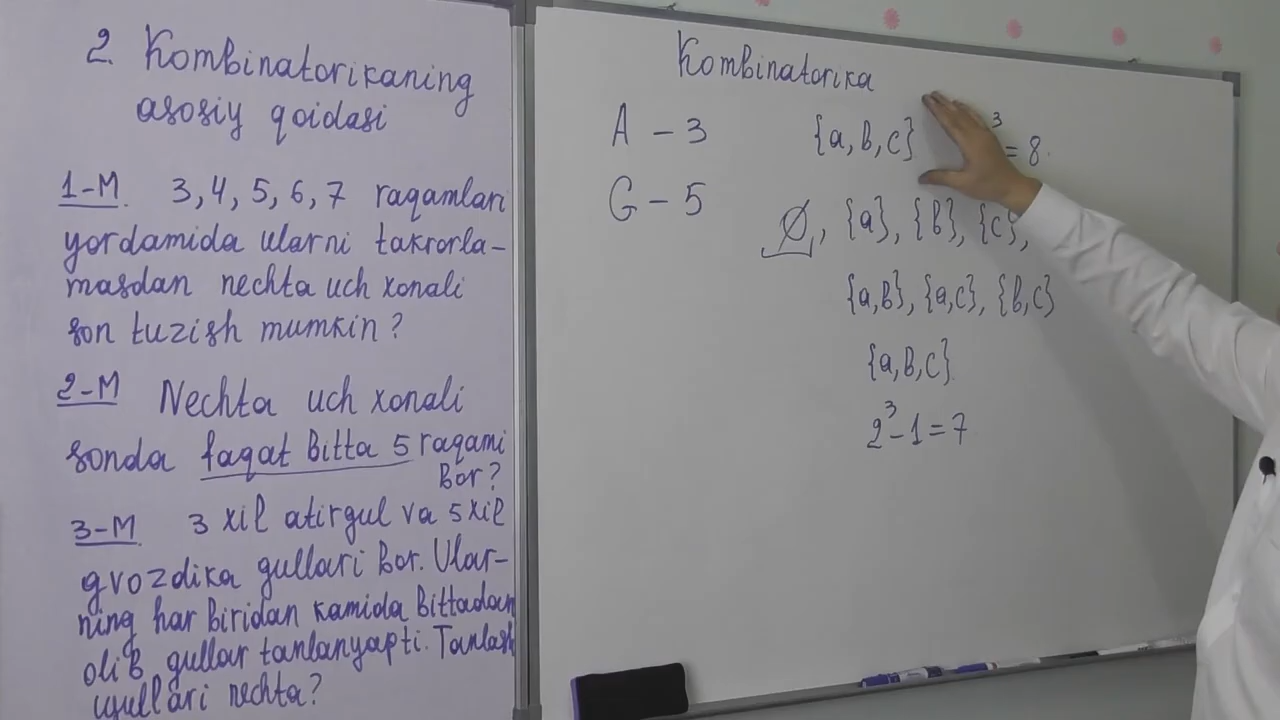 2. Kombinatorikaning
asosiy qoidasi
1-M. 3, 4, 5, 6, 7 raqamlari
yordamida ularni takrorla-
masdan nechta uch xonali
son tuzish mumkin?
2-M Nechta uch xonali
sonda faqat bitta 5 raqami
bor?
3-M. 3 xil atirgul va 5 xil
gvozdika gullari bor. Ular-
ning har biridan kamida bittadan
olib gullar tanlanyapti. Tanlash
usullari nechta?
Kombinatorika
A - 3
G - 5
{a, b, c} ³ = 8.
∅, {a}, {b}, {c},
{a, b}, {a, c}, {b, c}
{a, b, c}
2³ - 1 = 7